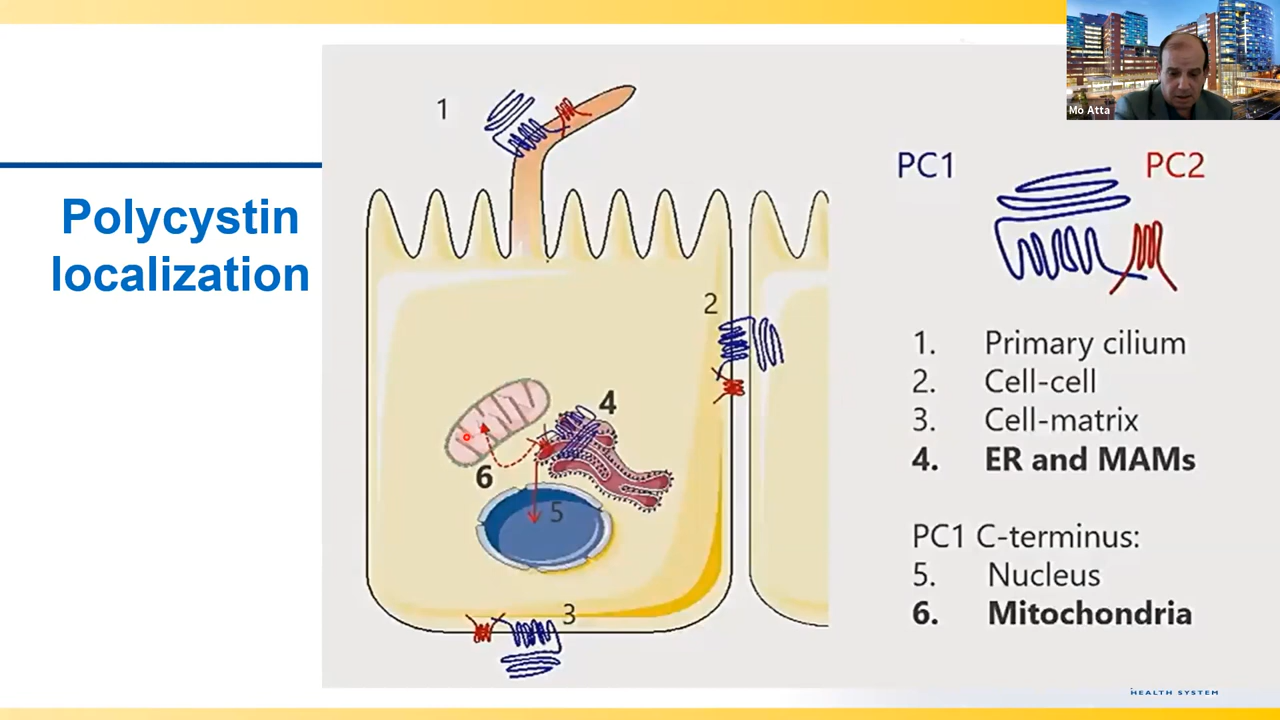 Mo Atta
Polycystin
localization
1
2
4
6
5
3
PC1
PC2
1. Primary cilium
2. Cell-cell
3. Cell-matrix
4. ER and MAMs
PC1 C-terminus:
5. Nucleus
6. Mitochondria
HEALTH SYSTEM